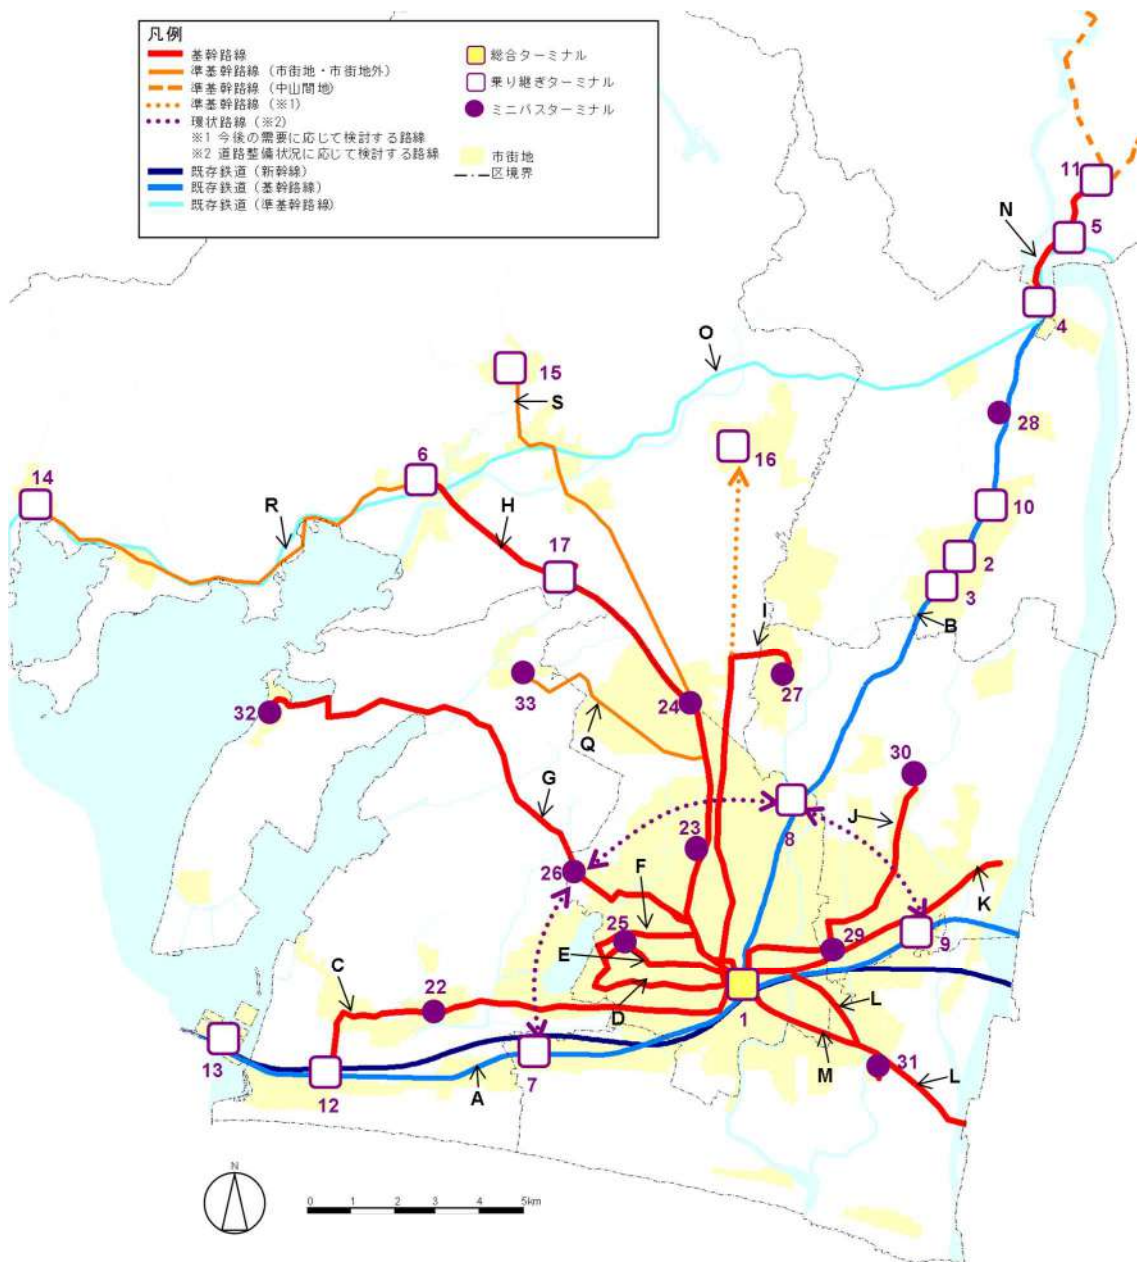 凡例
基幹路線
準基幹路線(市街地・市街地外)
準基幹路線(中山間地)
準基幹路線(※1)
環状路線(※2)
※1 今後の需要に応じて検討する路線
※2 道路整備状況に応じて検討する路線
既存鉄道(新幹線)
既存鉄道(基幹路線)
既存鉄道(準基幹路線)
総合ターミナル
乗り継ぎターミナル
ミニバスターミナル
市街地
区境界
11
N
5
4
O
15
S
28
6
16
14
R
H
10
17
2
3
B
I
33
27
24
32
Q
30
G
J
8
23
F
26
K
25
29
9
E
C
22
D
L
1
13
M
31
7
L
12
A
N
0
1
2
3
4
5km